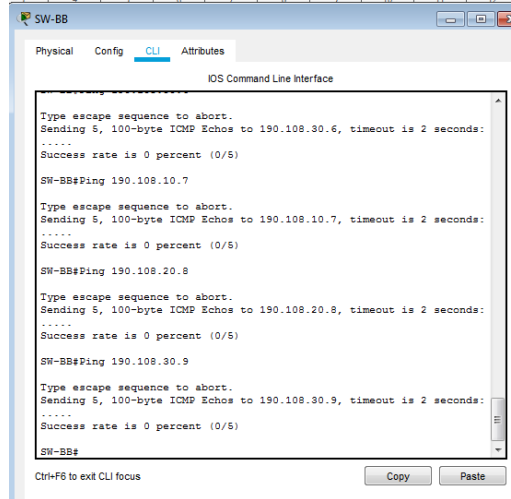 SW-BB
Physical Config CLI Attributes
IOS Command Line Interface
Type escape sequence to abort.
Sending 5, 100-byte ICMP Echos to 190.108.30.6, timeout is 2 seconds:
.....
Success rate is 0 percent (0/5)
SW-BB#Ping 190.108.10.7
Type escape sequence to abort.
Sending 5, 100-byte ICMP Echos to 190.108.10.7, timeout is 2 seconds:
.....
Success rate is 0 percent (0/5)
SW-BB#Ping 190.108.20.8
Type escape sequence to abort.
Sending 5, 100-byte ICMP Echos to 190.108.20.8, timeout is 2 seconds:
.....
Success rate is 0 percent (0/5)
SW-BB#Ping 190.108.30.9
Type escape sequence to abort.
Sending 5, 100-byte ICMP Echos to 190.108.30.9, timeout is 2 seconds:
.....
Success rate is 0 percent (0/5)
SW-BB#
Ctrl+F6 to exit CLI focus
Copy Paste